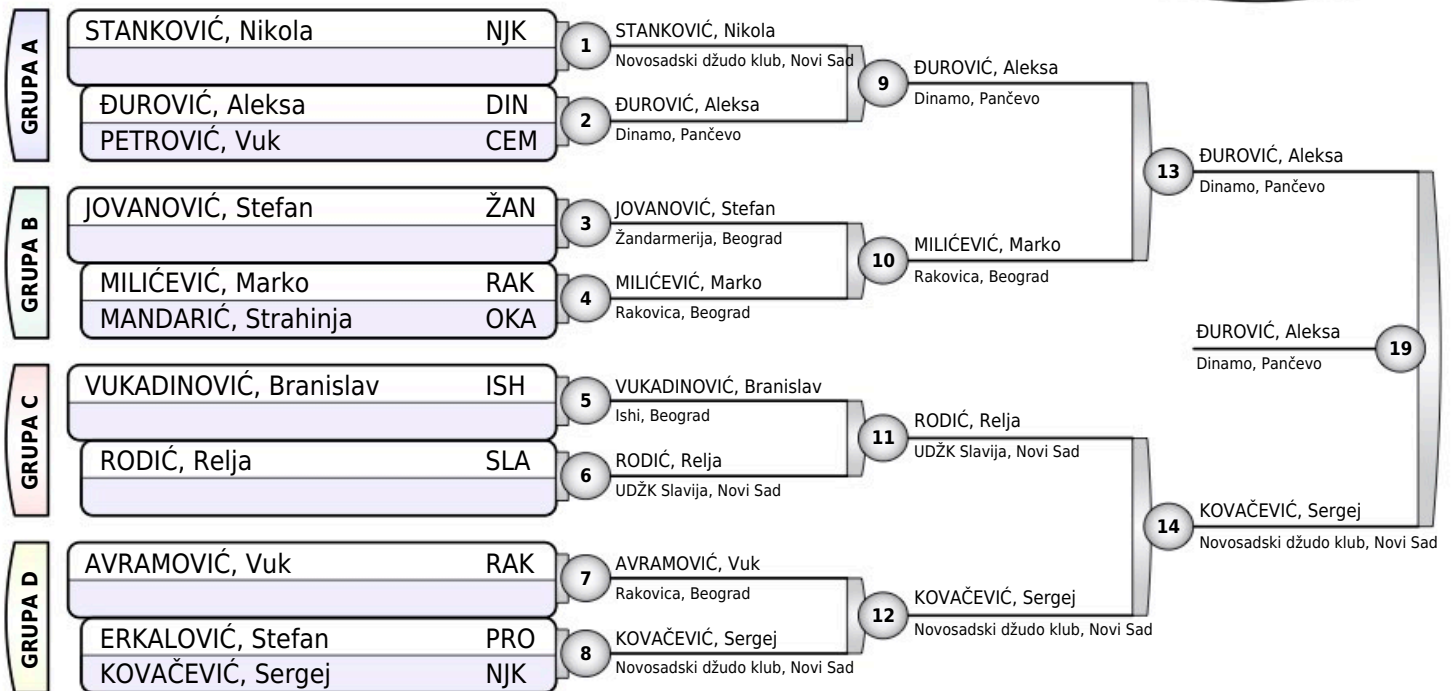 GRUPA A
STANKOVIĆ, Nikola NJK
ĐUROVIĆ, Aleksa DIN
PETROVIĆ, Vuk CEM
GRUPA B
JOVANOVIĆ, Stefan ŽAN
MILIĆEVIĆ, Marko RAK
MANDARIĆ, Strahinja OKA
GRUPA C
VUKADINOVIĆ, Branislav ISH
RODIĆ, Relja SLA
GRUPA D
AVRAMOVIĆ, Vuk RAK
ERKALOVIĆ, Stefan PRO
KOVAČEVIĆ, Sergej NJK
1
STANKOVIĆ, Nikola
Novosadski džudo klub, Novi Sad
2
ĐUROVIĆ, Aleksa
Dinamo, Pančevo
3
JOVANOVIĆ, Stefan
Žandarmerija, Beograd
4
MILIĆEVIĆ, Marko
Rakovica, Beograd
5
VUKADINOVIĆ, Branislav
Ishi, Beograd
6
RODIĆ, Relja
UDŽK Slavija, Novi Sad
7
AVRAMOVIĆ, Vuk
Rakovica, Beograd
8
KOVAČEVIĆ, Sergej
Novosadski džudo klub, Novi Sad
9
ĐUROVIĆ, Aleksa
Dinamo, Pančevo
10
MILIĆEVIĆ, Marko
Rakovica, Beograd
11
RODIĆ, Relja
UDŽK Slavija, Novi Sad
12
KOVAČEVIĆ, Sergej
Novosadski džudo klub, Novi Sad
13
ĐUROVIĆ, Aleksa
Dinamo, Pančevo
14
KOVAČEVIĆ, Sergej
Novosadski džudo klub, Novi Sad
ĐUROVIĆ, Aleksa
Dinamo, Pančevo
19